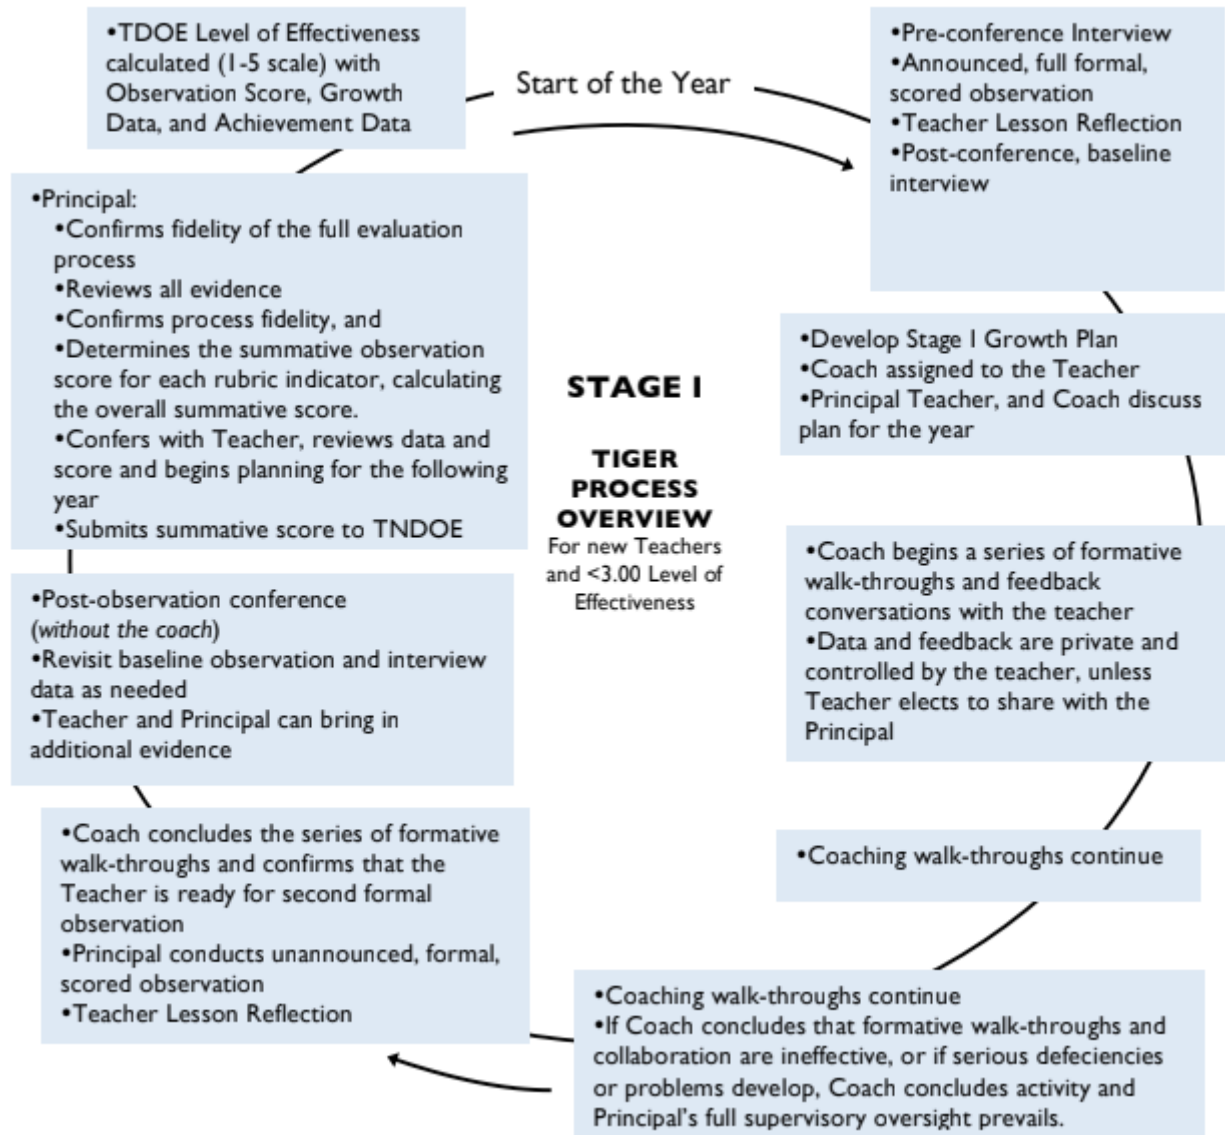 Start of the Year
•Pre-conference Interview
•Announced, full formal,
scored observation
•Teacher Lesson Reflection
•Post-conference, baseline
interview
•Develop Stage I Growth Plan
•Coach assigned to the Teacher
•Principal Teacher, and Coach discuss
plan for the year
•Coach begins a series of formative
walk-throughs and feedback
conversations with the teacher
•Data and feedback are private and
controlled by the teacher, unless
Teacher elects to share with the
Principal
•Coaching walk-throughs continue
•Coaching walk-throughs continue
•If Coach concludes that formative walk-throughs and
collaboration are ineffective, or if serious defeciencies
or problems develop, Coach concludes activity and
Principal's full supervisory oversight prevails.
•Coach concludes the series of formative
walk-throughs and confirms that the
Teacher is ready for second formal
observation
•Principal conducts unannounced, formal,
scored observation
•Teacher Lesson Reflection
•Post-observation conference
(without the coach)
•Revisit baseline observation and interview
data as needed
•Teacher and Principal can bring in
additional evidence
•Principal:
•Confirms fidelity of the full evaluation
process
•Reviews all evidence
•Confirms process fidelity, and
•Determines the summative observation
score for each rubric indicator, calculating
the overall summative score.
•Confers with Teacher, reviews data and
score and begins planning for the following
year
•Submits summative score to TNDOE
•TDOE Level of Effectiveness
calculated (1-5 scale) with
Observation Score, Growth
Data, and Achievement Data
STAGE I
TIGER
PROCESS
OVERVIEW
For new Teachers
and <3.00 Level of
Effectiveness